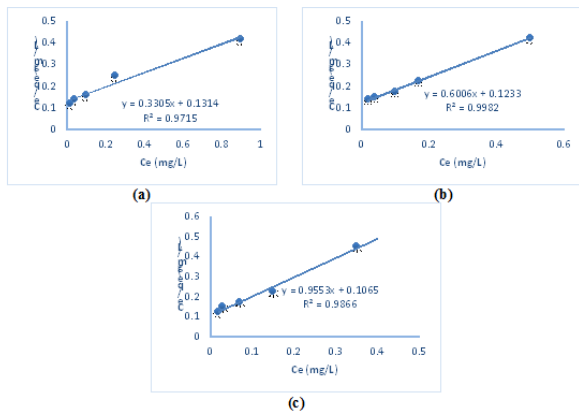 0.5
0.4
0.3
0.2
0.1
0
y = 0.3305x + 0.1314
R² = 0.9715
0 0.2 0.4 0.6 0.8 1
Ce (mg/L)
(a)
0.5
0.4
0.3
0.2
0.1
0
y = 0.6006x + 0.1233
R² = 0.9982
0 0.2 0.4 0.6
Ce (mg/L)
(b)
0.6
0.5
0.4
0.3
0.2
0.1
0
y = 0.9553x + 0.1065
R² = 0.9866
0 0.1 0.2 0.3 0.4 0.5
Ce (mg/L)
(c)